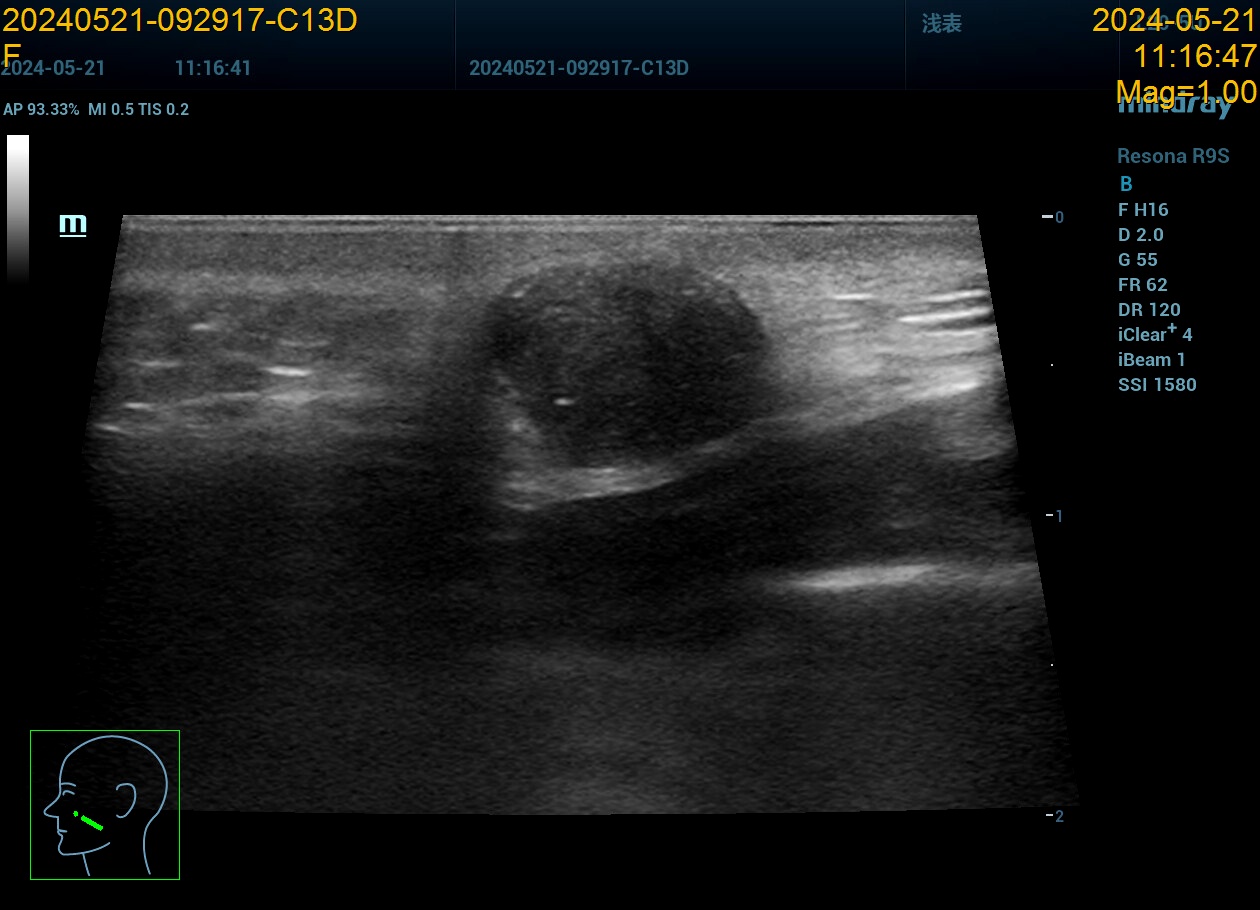 20240521-092917-C13D
F
2024-05-21
11:16:47
Mag=1.00
2024-05-21 11:16:41 20240521-092917-C13D
浅表
AP 93.33% MI 0.5 TIS 0.2
mindray
Resona R9S
B
F H16
D 2.0
G 55
FR 62
DR 120
iClear+ 4
iBeam 1
SSI 1580
m
0
1
2